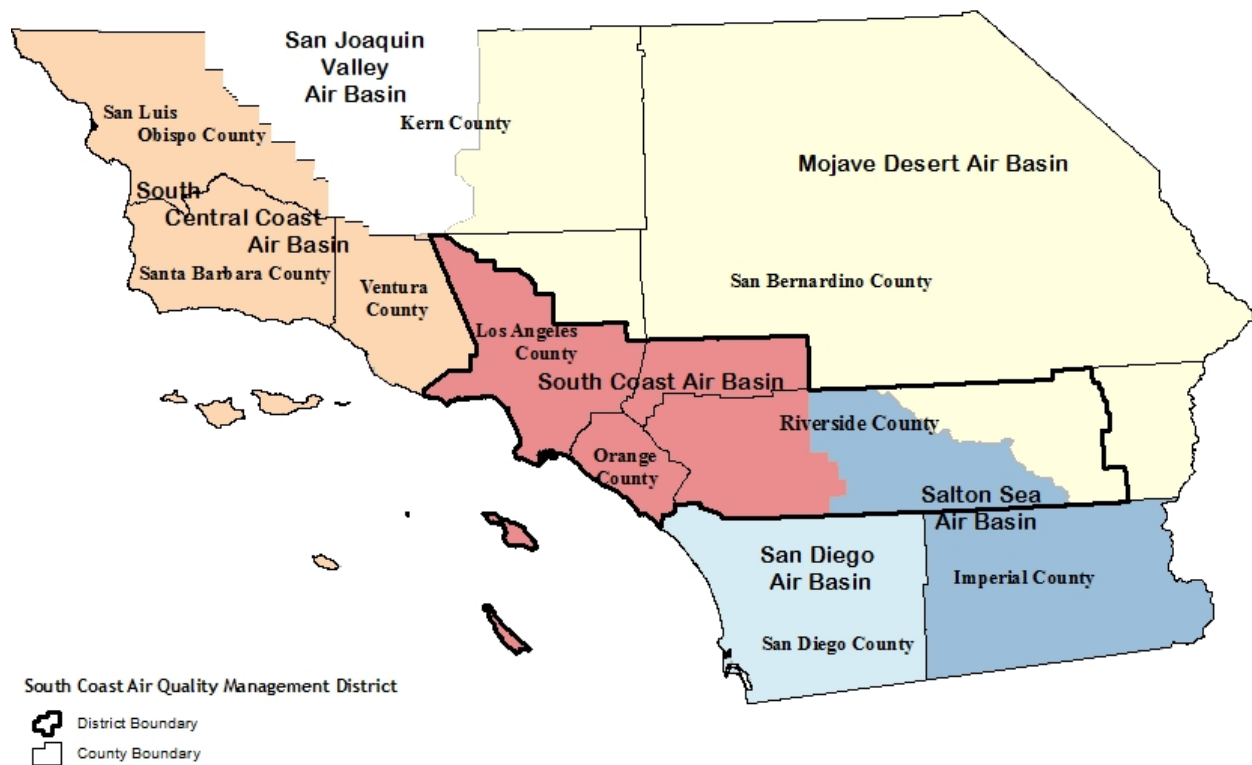 San Joaquin
Valley
Air Basin
San Luis
Obispo County
Kern County
Mojave Desert Air Basin
South
Central Coast
Air Basin
Santa Barbara County
Ventura
County
San Bernardino County
Los Angeles
County
South Coast Air Basin
Riverside County
Orange
County
Salton Sea
Air Basin
San Diego
Air Basin
Imperial County
San Diego County
South Coast Air Quality Management District
District Boundary
County Boundary